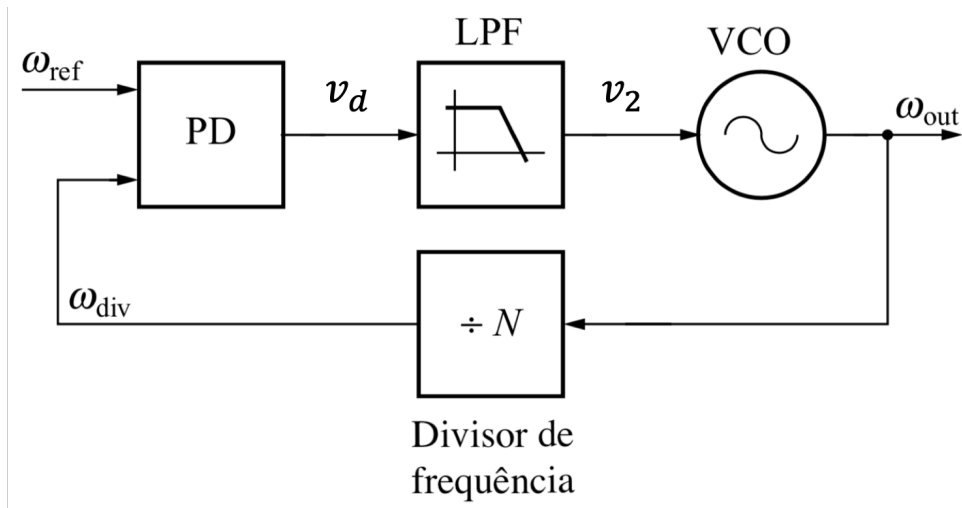 LPF
VCO
ω_ref
v_d
v_2
ω_out
PD
ω_div
÷ N
Divisor de
frequência